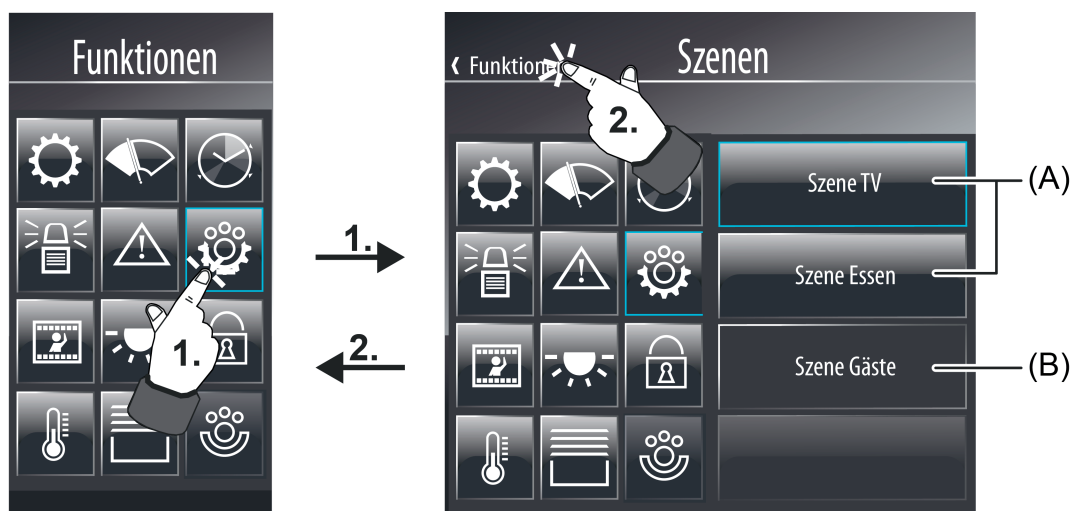 Funktionen
1.
1.
2.
‹ Funktionen
Szenen
2.
Szene TV
(A)
Szene Essen
Szene Gäste
(B)